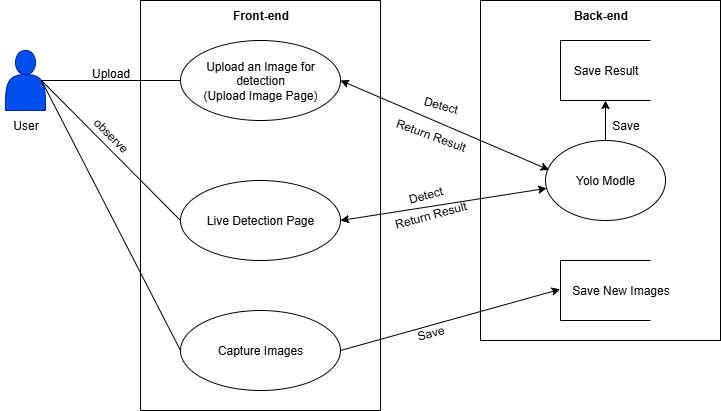 Front-end
Back-end
User
Upload
observe
Upload an Image for
detection
(Upload Image Page)
Live Detection Page
Capture Images
Detect
Return Result
Detect
Return Result
Save
Save Result
Save
Yolo Modle
Save New Images